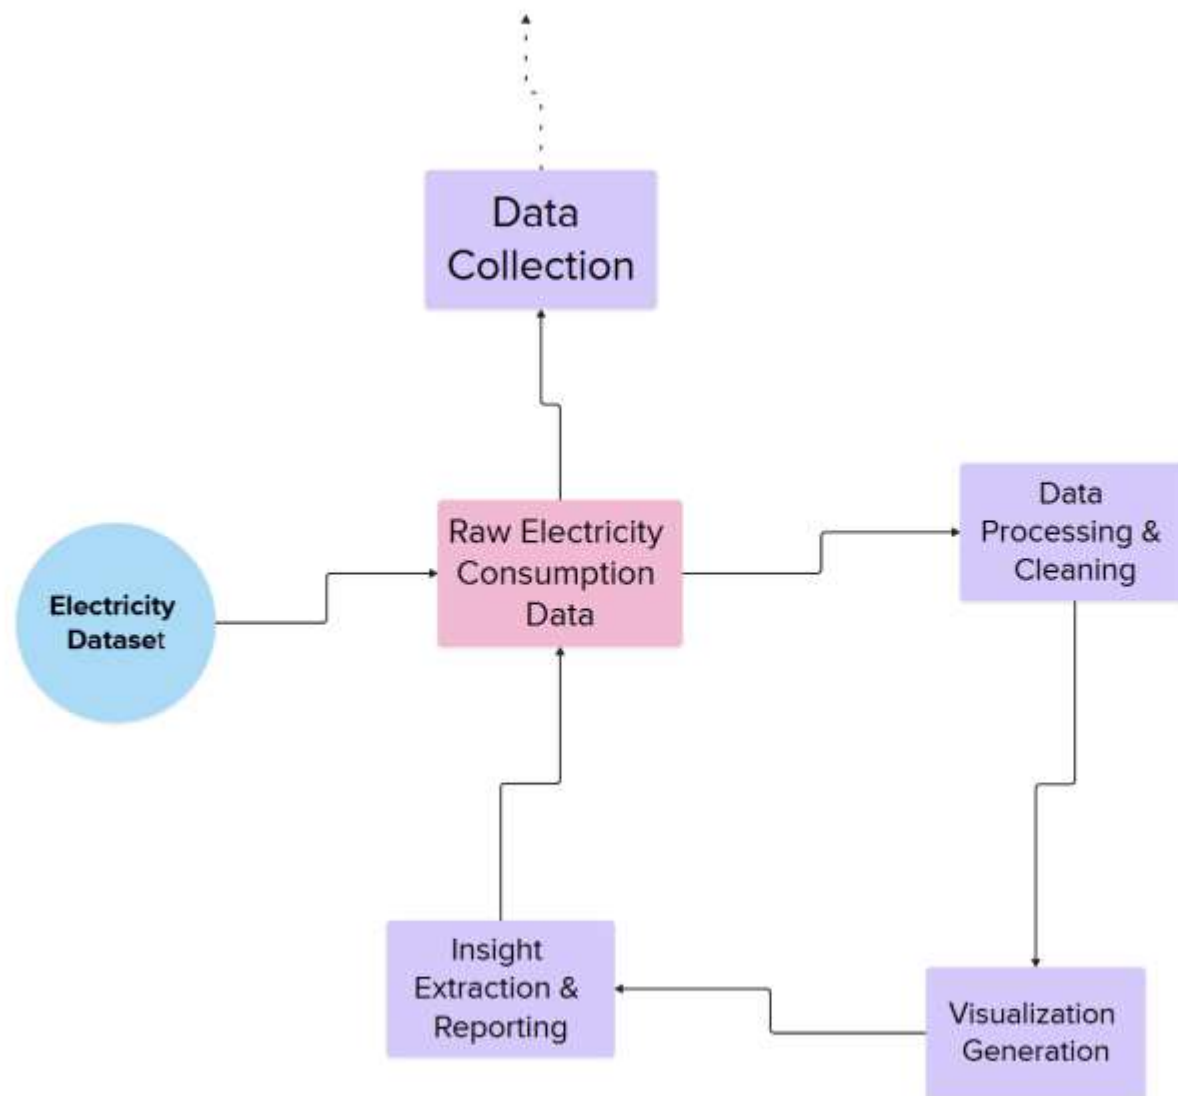 Data
Collection
Raw Electricity
Consumption
Data
Data
Processing &
Cleaning
Electricity
Dataset
Insight
Extraction &
Reporting
Visualization
Generation